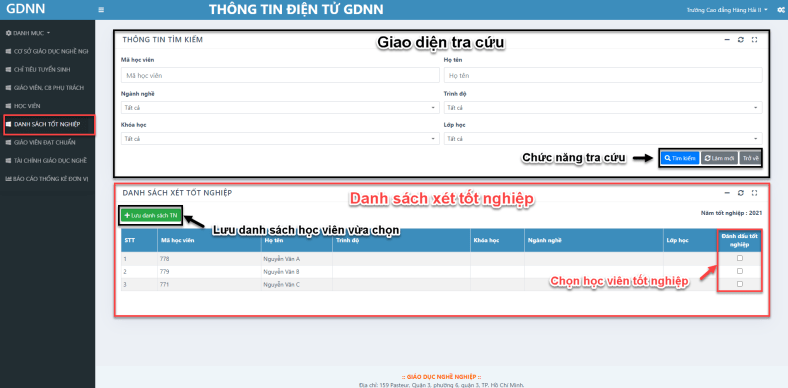 GDNN
THÔNG TIN ĐIỆN TỬ GDNN
Trường Cao đẳng Hàng Hải II
DANH MỤC
CƠ SỞ GIÁO DỤC NGHỀ NGI
CHỈ TIÊU TUYỂN SINH
GIÁO VIÊN, CB PHỤ TRÁCH
HỌC VIÊN
DANH SÁCH TỐT NGHIỆP
GIÁO VIÊN ĐẠT CHUẨN
TÀI CHÍNH GIÁO DỤC NGHỀ
BÁO CÁO THỐNG KÊ ĐƠN VỊ
THÔNG TIN TÌM KIẾM
Giao diện tra cứu
Mã học viên
Họ tên
Mã học viên
Họ tên
Ngành nghề
Trình độ
Tất cả
Tất cả
Khóa học
Lớp học
Tất cả
Tất cả
Chức năng tra cứu
Tìm kiếm
Làm mới
Trở về
DANH SÁCH XÉT TỐT NGHIỆP
Danh sách xét tốt nghiệp
+ Lưu danh sách TN
Lưu danh sách học viên vừa chọn
Năm tốt nghiệp : 2021
STT
Mã học viên
Họ tên
Trình độ
Khóa học
Ngành nghề
Lớp học
Đánh dấu tốt
nghiệp
1 778 Nguyễn Văn A
2 779 Nguyễn Văn B
3 771 Nguyễn Văn C
Chọn học viên tốt nghiệp
:: GIÁO DỤC NGHỀ NGHIỆP ::
Địa chỉ: 159 Pasteur, Quận 3, phường 6, quận 3, TP. Hồ Chí Minh.